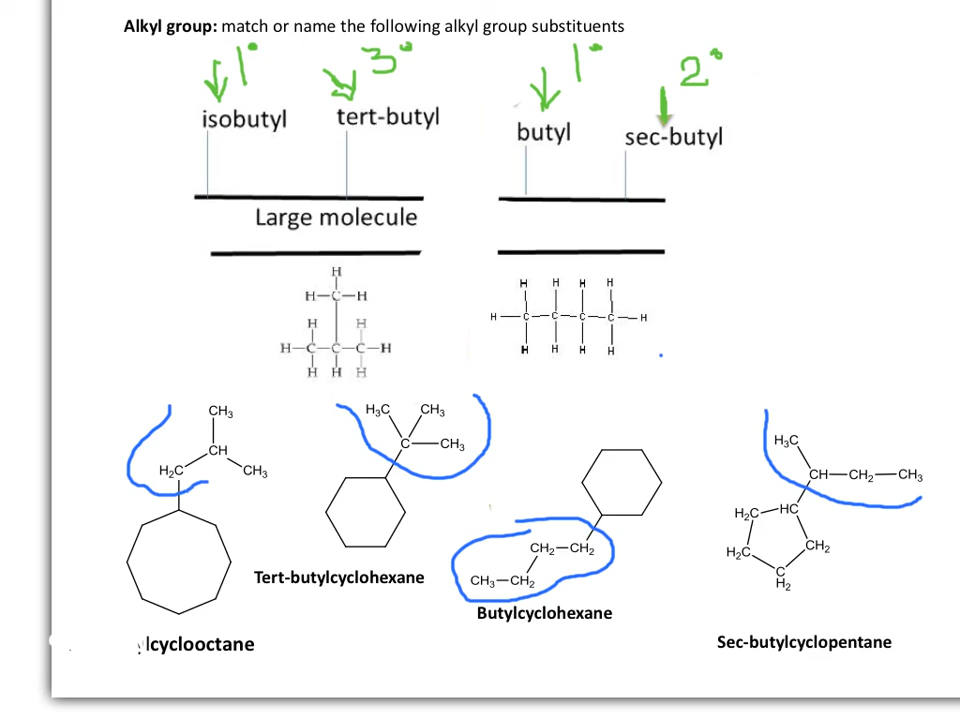 Alkyl group: match or name the following alkyl group substituents
1° 3° 1° 2°
isobutyl tert-butyl butyl sec-butyl
Large molecule
H
H—C—H
H H
H—C—C—C—H
H H H
H H H H
H—C—C—C—C—H
H H H H
CH3
CH
H2C CH3
H3C CH3
C—CH3
CH2—CH2
CH3—CH2
H3C
CH—CH2—CH3
H2C—HC
H2C CH2
C
H2
Tert-butylcyclohexane
Butylcyclohexane
lcyclooctane
Sec-butylcyclopentane